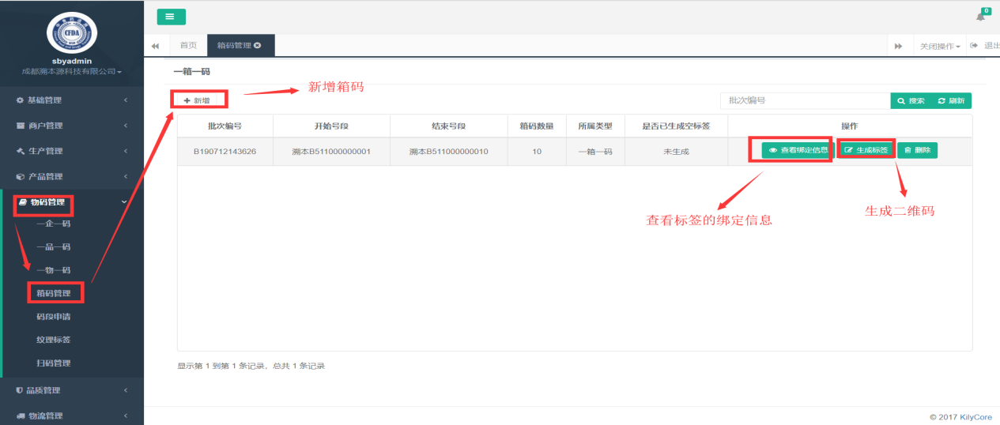 CFDA
sbyadmin
成都溯本源科技有限公司
基础管理
商户管理
生产管理
产品管理
物码管理
一企一码
一品一码
一物一码
箱码管理
码段申请
纹理标签
扫码管理
品质管理
物流管理
0
首页 箱码管理 关闭操作 退出
一箱一码
新增 新增箱码 批次编号 搜索 刷新
批次编号 开始号段 结束号段 箱码数量 所属类型 是否已生成空标签 操作
B190712143626 溯本B511000000001 溯本B511000000010 10 一箱一码 未生成 查看绑定信息 生成标签 删除
查看标签的绑定信息 生成二维码
显示第 1 到第 1 条记录，总共 1 条记录
© 2017 KilyCore